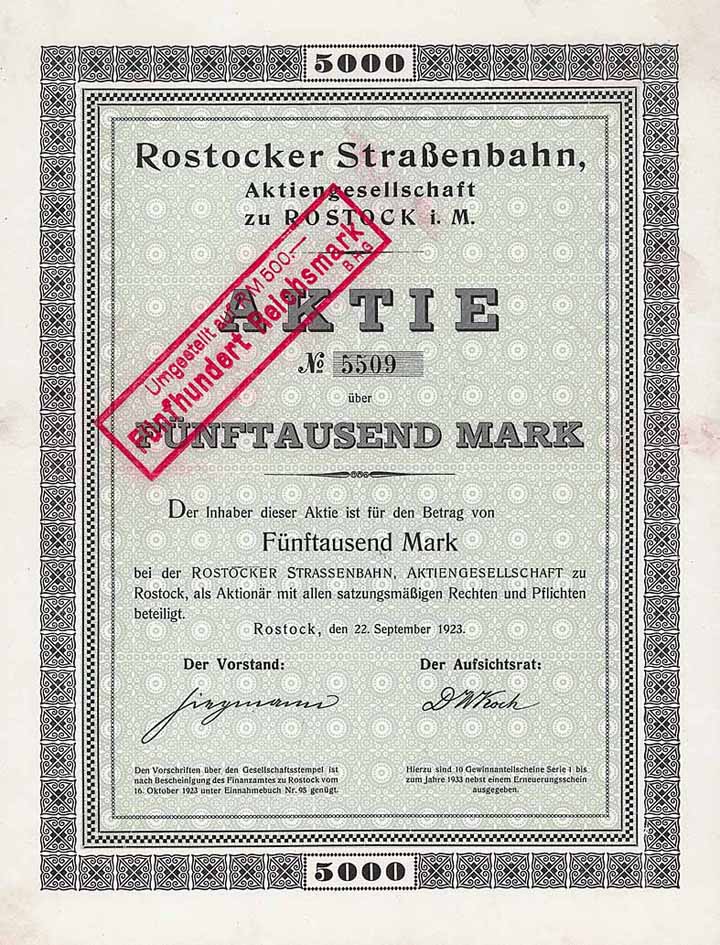 5000
Rostocker Straßenbahn,
Aktiengesellschaft
zu ROSTOCK i. M.
Umgestellt auf RM 500.—
Fünfhundert Reichsmark
BRG
AKTIE
№ 5509
über
FÜNFTAUSEND MARK
Der Inhaber dieser Aktie ist für den Betrag von
Fünftausend Mark
bei der ROSTOCKER STRASSENBAHN, AKTIENGESELLSCHAFT zu
Rostock, als Aktionär mit allen satzungsmäßigen Rechten und Pflichten
beteiligt.
Rostock, den 22. September 1923.
Der Vorstand: Der Aufsichtsrat:
Den Vorschriften über den Gesellschaftsstempel ist
nach Bescheinigung des Finanzamtes zu Rostock vom
16. Oktober 1923 unter Einnahmebuch Nr. 95 genügt.
Hierzu sind 10 Gewinnanteilscheine Serie 1 bis
zum Jahre 1933 nebst einem Erneuerungsschein
ausgegeben.
5000